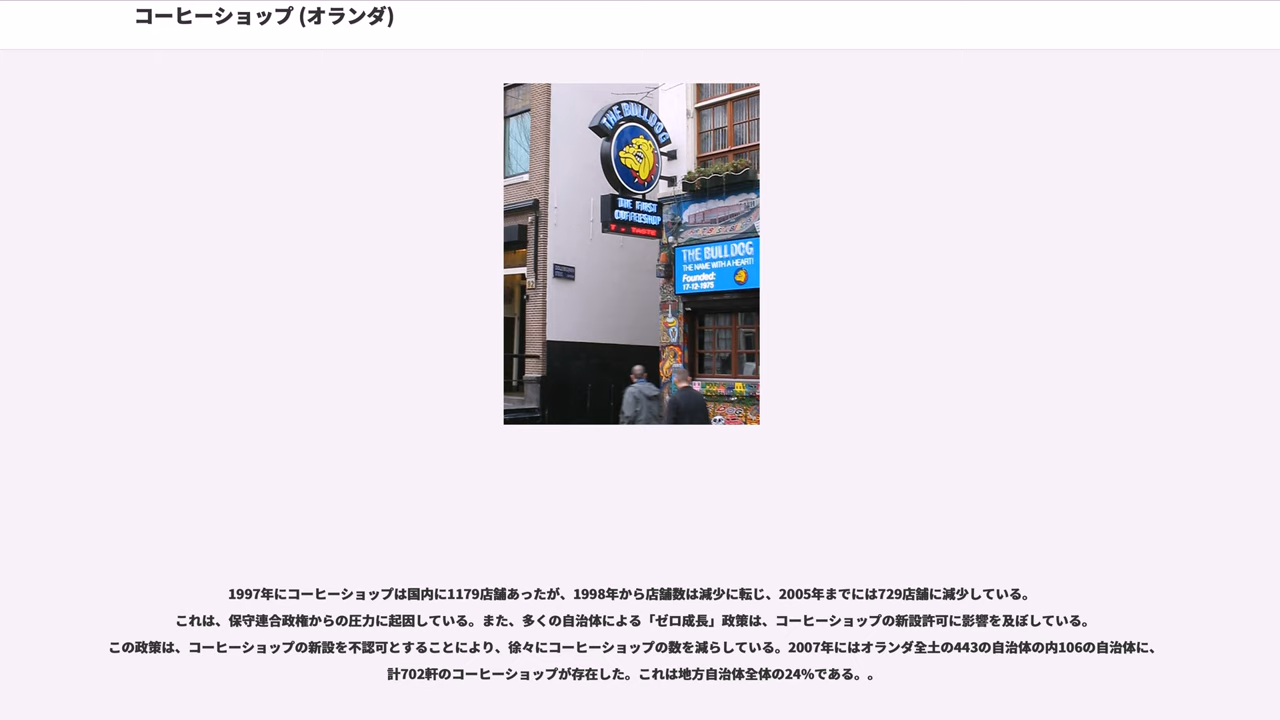 コーヒーショップ (オランダ)
THE BULLDOG
THE FIRST
COFFEESHOP
THE BULLDOG
THE NAME WITH A HEART!
Founded:
17-12-1975
1997年にコーヒーショップは国内に1179店舗あったが、1998年から店舗数は減少に転じ、2005年までには729店舗に減少している。
これは、保守連合政権からの圧力に起因している。また、多くの自治体による「ゼロ成長」政策は、コーヒーショップの新設許可に影響を及ぼしている。
この政策は、コーヒーショップの新設を不認可とすることにより、徐々にコーヒーショップの数を減らしている。2007年にはオランダ全土の443の自治体の内106の自治体に、
計702軒のコーヒーショップが存在した。これは地方自治体全体の24%である。。